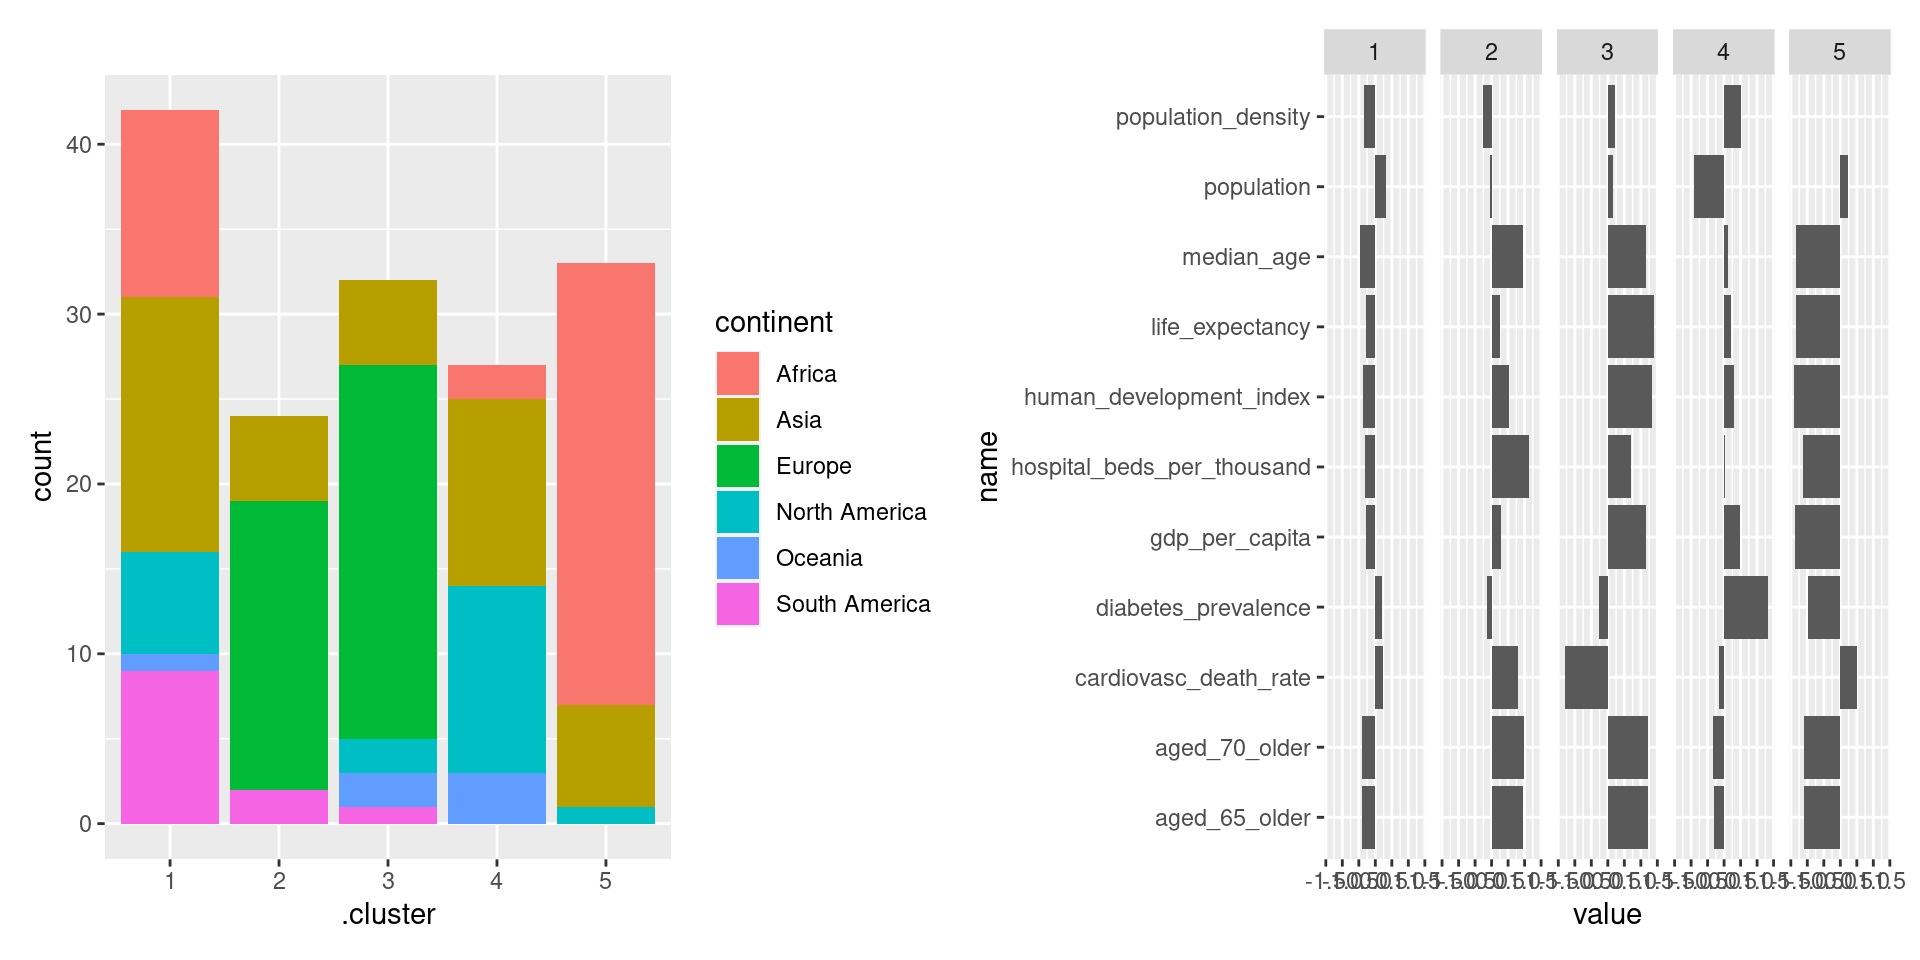 40
30
20
10
0
count
1
2
3
4
5
.cluster
continent
Africa
Asia
Europe
North America
Oceania
South America
1
2
3
4
5
name
population_density
population
median_age
life_expectancy
human_development_index
hospital_beds_per_thousand
gdp_per_capita
diabetes_prevalence
cardiovasc_death_rate
aged_70_older
aged_65_older
value